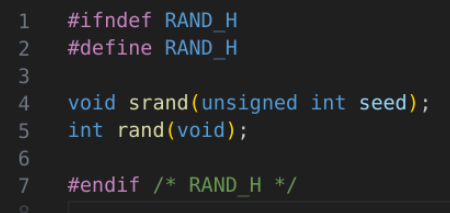 1 #ifndef RAND_H
2 #define RAND_H
3
4 void srand(unsigned int seed);
5 int rand(void);
6
7 #endif /* RAND_H */
8